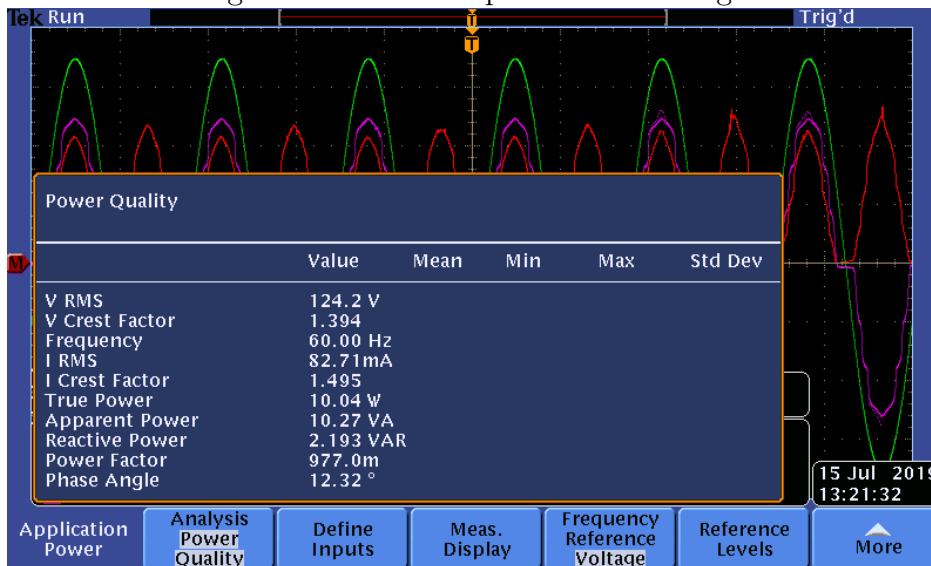 Tek Run Trig'd
T
T
Power Quality
Value Mean Min Max Std Dev
M
V RMS 124.2 V
V Crest Factor 1.394
Frequency 60.00 Hz
I RMS 82.71mA
I Crest Factor 1.495
True Power 10.04 W
Apparent Power 10.27 VA
Reactive Power 2.193 VAR
Power Factor 977.0m
Phase Angle 12.32 °
15 Jul 2019
13:21:32
Application
Power
Analysis
Power
Quality
Define
Inputs
Meas.
Display
Frequency
Reference
Voltage
Reference
Levels
More